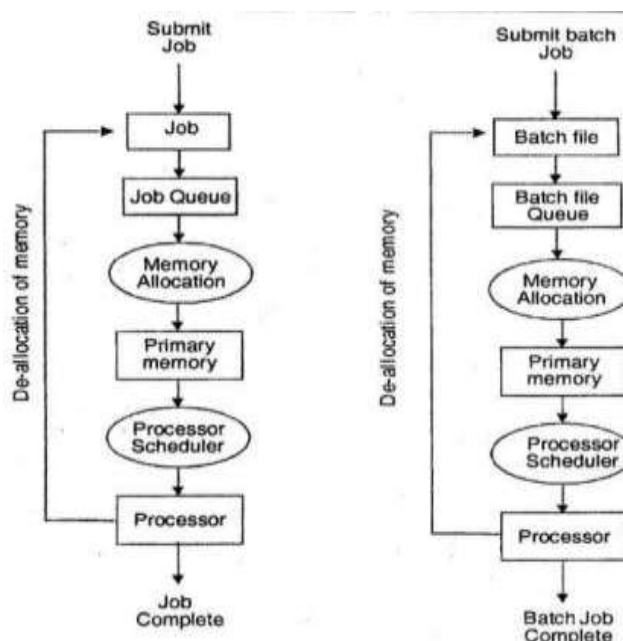 Submit
Job
Job
Job Queue
Memory
Allocation
Primary
memory
Processor
Scheduler
Processor
Job
Complete
De-allocation of memory
Submit batch
Job
Batch file
Batch file
Queue
Memory
Allocation
Primary
memory
Processor
Scheduler
Processor
Batch Job
Complete
De-allocation of memory